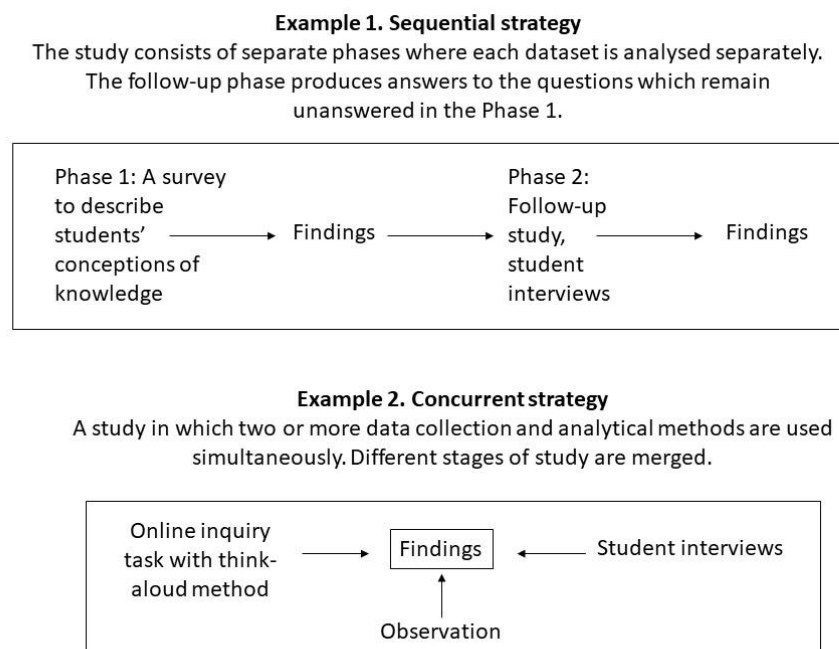 Example 1. Sequential strategy
The study consists of separate phases where each dataset is analysed separately.
The follow-up phase produces answers to the questions which remain
unanswered in the Phase 1.
Phase 1: A survey
to describe
students'
conceptions of
knowledge
Findings
Phase 2:
Follow-up
study,
student
interviews
Findings
Example 2. Concurrent strategy
A study in which two or more data collection and analytical methods are used
simultaneously. Different stages of study are merged.
Online inquiry
task with think-
aloud method
Findings
Student interviews
Observation